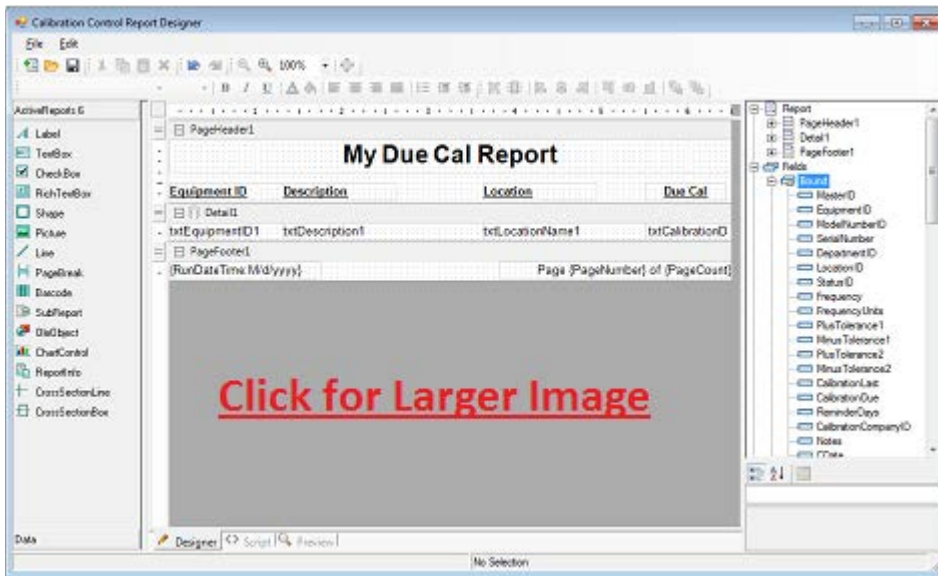 Calibration Control Report Designer
File Edit
100%
B I U
ActiveReports 6
Label
TextBox
CheckBox
RichTextBox
Shape
Picture
Line
PageBreak
Barcode
SubReport
OleObject
ChartControl
ReportInfo
CrossSectionLine
CrossSectionBox
Data
PageHeader1
My Due Cal Report
Equipment ID Description Location Due Cal
Detail1
txtEquipmentID1 txtDescription1 txtLocationName1 txtCalibrationD
PageFooter1
{RunDateTime:M/d/yyyy} Page {PageNumber} of {PageCount}
Click for Larger Image
Designer Script Preview
No Selection
Report
PageHeader1
Detail1
PageFooter1
Fields
Bound
MasterID
EquipmentID
ModelNumberID
SerialNumber
DepartmentID
LocationID
StatusID
Frequency
FrequencyUnits
PlusTolerance1
MinusTolerance1
PlusTolerance2
MinusTolerance2
CalibrationLast
CalibrationDue
ReminderDays
CalibrationCompanyID
Notes
CDate